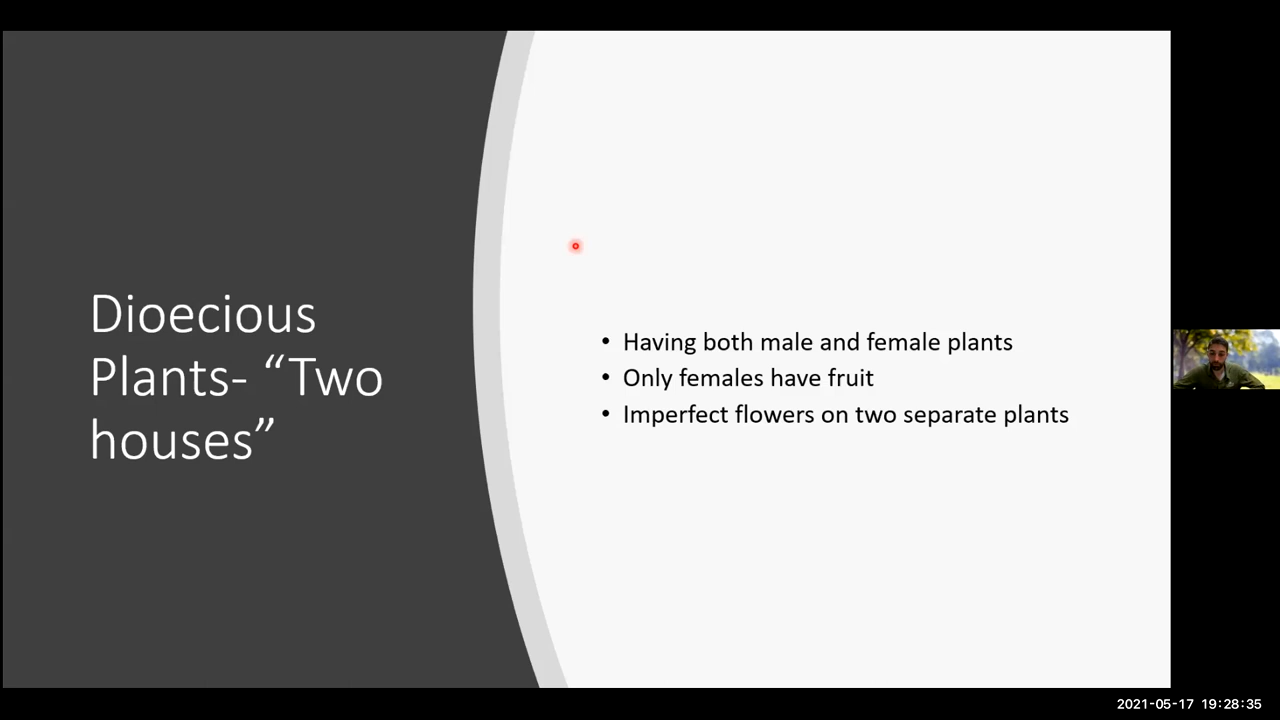 Dioecious
Plants- “Two
houses”
• Having both male and female plants
• Only females have fruit
• Imperfect flowers on two separate plants
2021-05-17 19:28:35